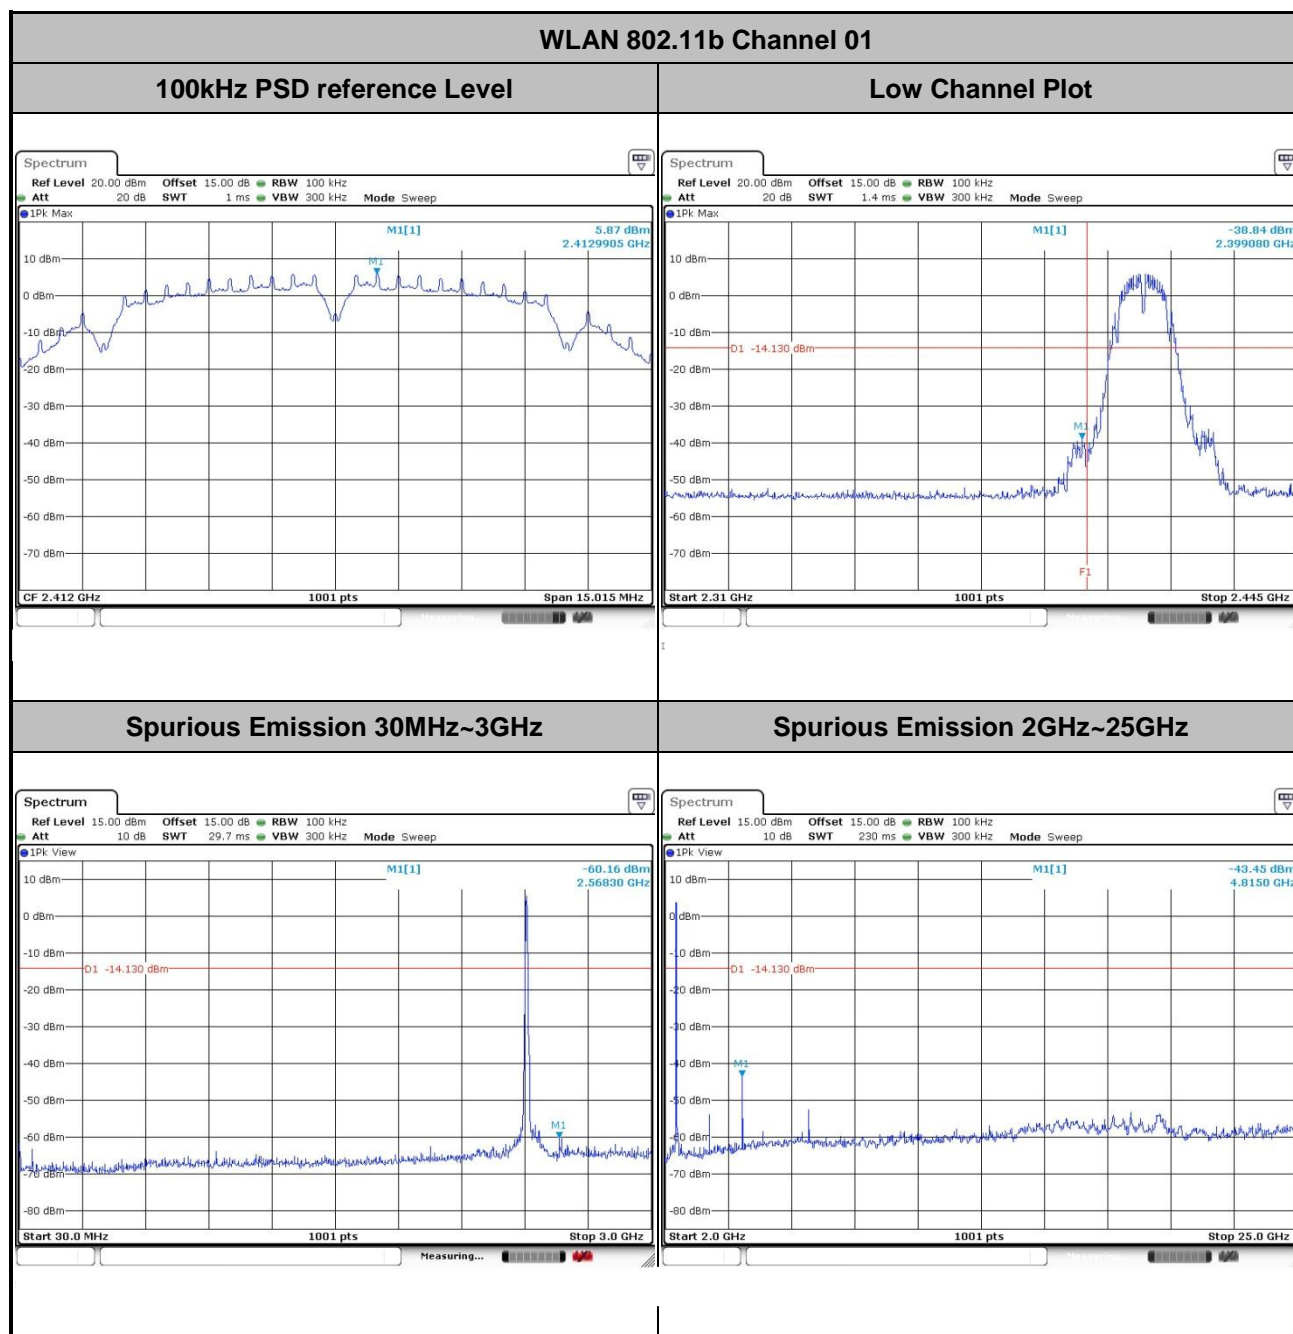 WLAN 802.11b Channel 01
100kHz PSD reference Level
Low Channel Plot
Spectrum
Ref Level 20.00 dBm Offset 15.00 dB RBW 100 kHz
Att 20 dB SWT 1 ms VBW 300 kHz Mode Sweep
1Pk Max
M1[1] 5.87 dBm
2.4129905 GHz
10 dBm
M1
0 dBm
-10 dBm
-20 dBm
-30 dBm
-40 dBm
-50 dBm
-60 dBm
-70 dBm
CF 2.412 GHz 1001 pts Span 15.015 MHz
Spectrum
Ref Level 20.00 dBm Offset 15.00 dB RBW 100 kHz
Att 20 dB SWT 1.4 ms VBW 300 kHz Mode Sweep
1Pk Max
M1[1] -38.84 dBm
2.399080 GHz
10 dBm
0 dBm
-10 dBm
D1 -14.130 dBm
-20 dBm
-30 dBm
M1
-40 dBm
-50 dBm
-60 dBm
-70 dBm
F1
Start 2.31 GHz 1001 pts Stop 2.445 GHz
Spurious Emission 30MHz~3GHz
Spurious Emission 2GHz~25GHz
Spectrum
Ref Level 15.00 dBm Offset 15.00 dB RBW 100 kHz
Att 10 dB SWT 29.7 ms VBW 300 kHz Mode Sweep
1Pk View
M1[1] -60.16 dBm
2.56830 GHz
10 dBm
0 dBm
-10 dBm
D1 -14.130 dBm
-20 dBm
-30 dBm
-40 dBm
-50 dBm
M1
-60 dBm
-70 dBm
-80 dBm
Start 30.0 MHz 1001 pts Stop 3.0 GHz
Measuring...
Spectrum
Ref Level 15.00 dBm Offset 15.00 dB RBW 100 kHz
Att 10 dB SWT 230 ms VBW 300 kHz Mode Sweep
1Pk View
M1[1] -43.45 dBm
4.8150 GHz
10 dBm
0 dBm
-10 dBm
D1 -14.130 dBm
-20 dBm
-30 dBm
-40 dBm
M1
-50 dBm
-60 dBm
-70 dBm
-80 dBm
Start 2.0 GHz 1001 pts Stop 25.0 GHz